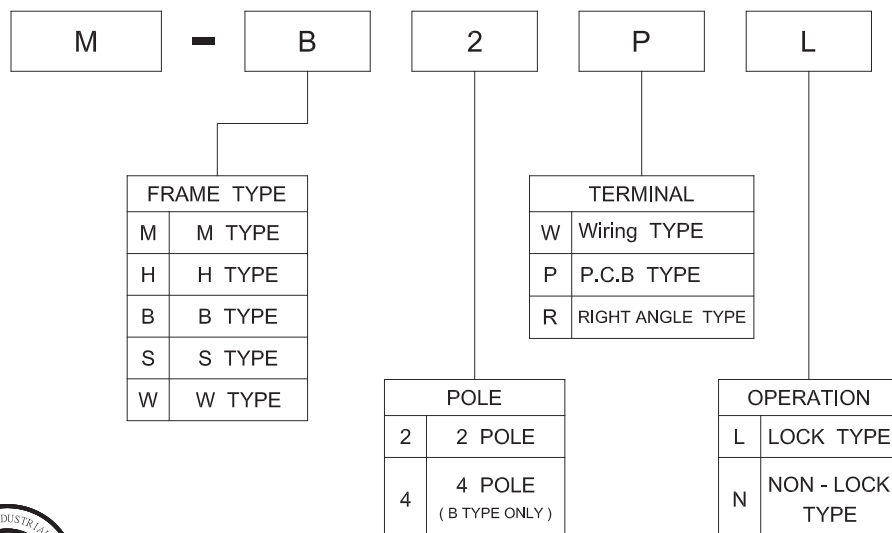 M - B 2 P L
FRAME TYPE
M M TYPE
H H TYPE
B B TYPE
S S TYPE
W W TYPE
TERMINAL
W Wiring TYPE
P P.C.B TYPE
R RIGHT ANGLE TYPE
POLE
2 2 POLE
4 4 POLE
( B TYPE ONLY )
OPERATION
L LOCK TYPE
N NON - LOCK
TYPE